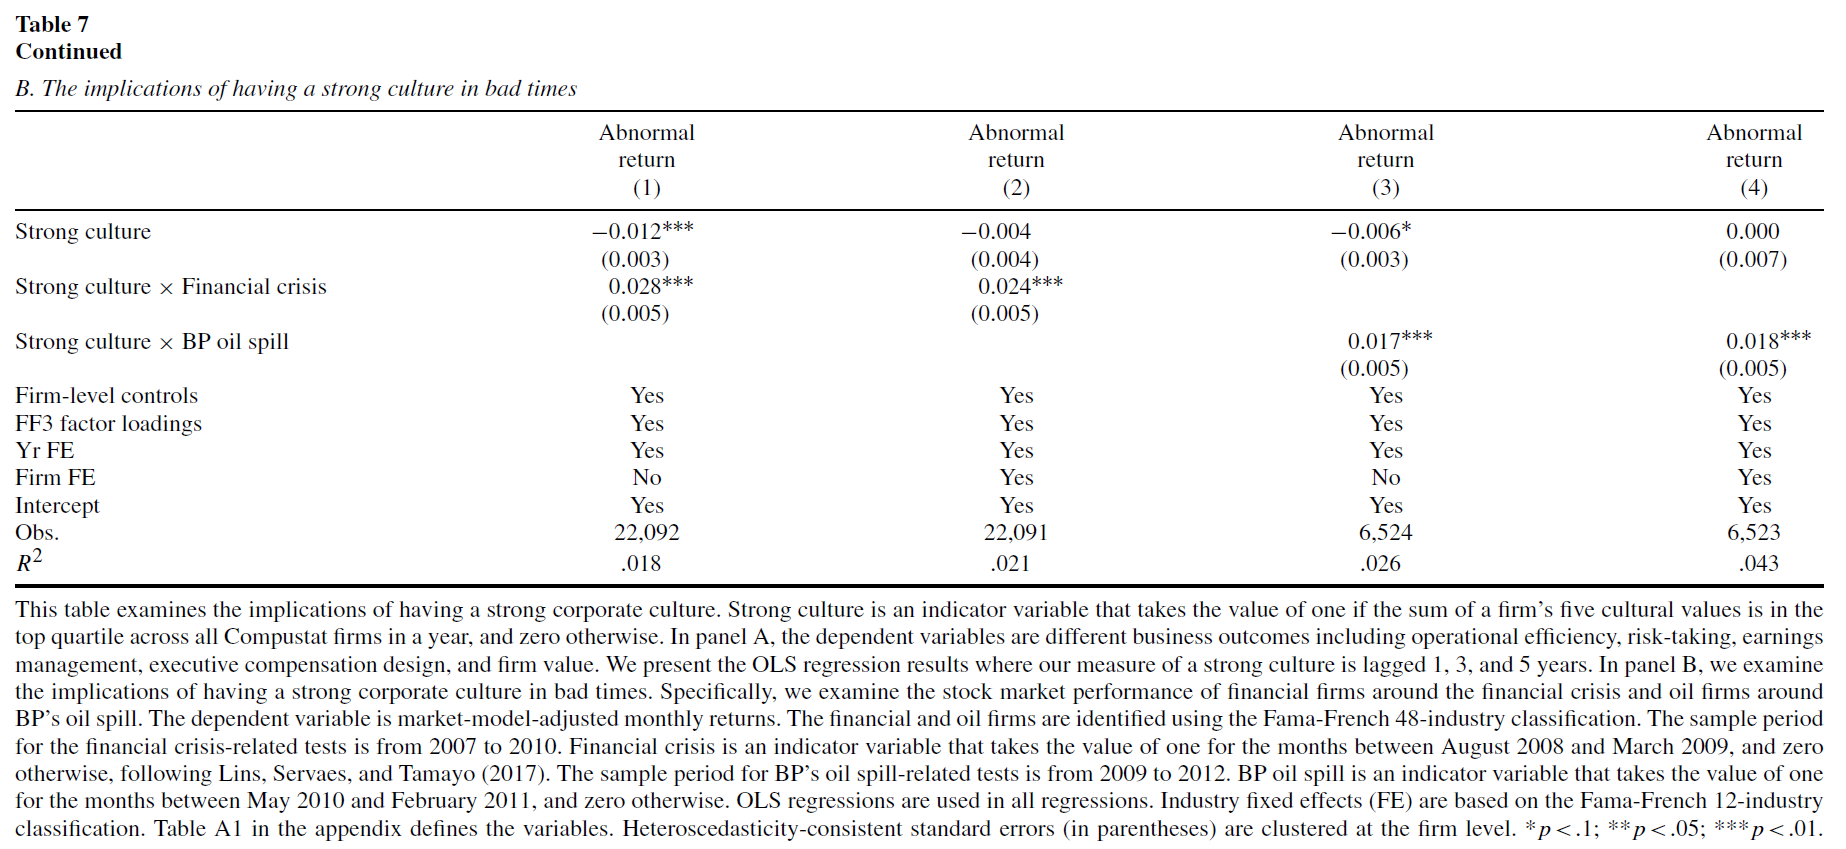 Table 7
Continued
B. The implications of having a strong culture in bad times
Abnormal return (1) Abnormal return (2) Abnormal return (3) Abnormal return (4)
Strong culture −0.012*** −0.004 −0.006* 0.000
(0.003) (0.004) (0.003) (0.007)
Strong culture × Financial crisis 0.028*** 0.024***
(0.005) (0.005)
Strong culture × BP oil spill 0.017*** 0.018***
(0.005) (0.005)
Firm-level controls Yes Yes Yes Yes
FF3 factor loadings Yes Yes Yes Yes
Yr FE Yes Yes Yes Yes
Firm FE No Yes No Yes
Intercept Yes Yes Yes Yes
Obs. 22,092 22,091 6,524 6,523
R² .018 .021 .026 .043
This table examines the implications of having a strong corporate culture. Strong culture is an indicator variable that takes the value of one if the sum of a firm's five cultural values is in the
top quartile across all Compustat firms in a year, and zero otherwise. In panel A, the dependent variables are different business outcomes including operational efficiency, risk-taking, earnings
management, executive compensation design, and firm value. We present the OLS regression results where our measure of a strong culture is lagged 1, 3, and 5 years. In panel B, we examine
the implications of having a strong corporate culture in bad times. Specifically, we examine the stock market performance of financial firms around the financial crisis and oil firms around
BP's oil spill. The dependent variable is market-model-adjusted monthly returns. The financial and oil firms are identified using the Fama-French 48-industry classification. The sample period
for the financial crisis-related tests is from 2007 to 2010. Financial crisis is an indicator variable that takes the value of one for the months between August 2008 and March 2009, and zero
otherwise, following Lins, Servaes, and Tamayo (2017). The sample period for BP's oil spill-related tests is from 2009 to 2012. BP oil spill is an indicator variable that takes the value of one
for the months between May 2010 and February 2011, and zero otherwise. OLS regressions are used in all regressions. Industry fixed effects (FE) are based on the Fama-French 12-industry
classification. Table A1 in the appendix defines the variables. Heteroscedasticity-consistent standard errors (in parentheses) are clustered at the firm level. *p<.1; **p<.05; ***p<.01.